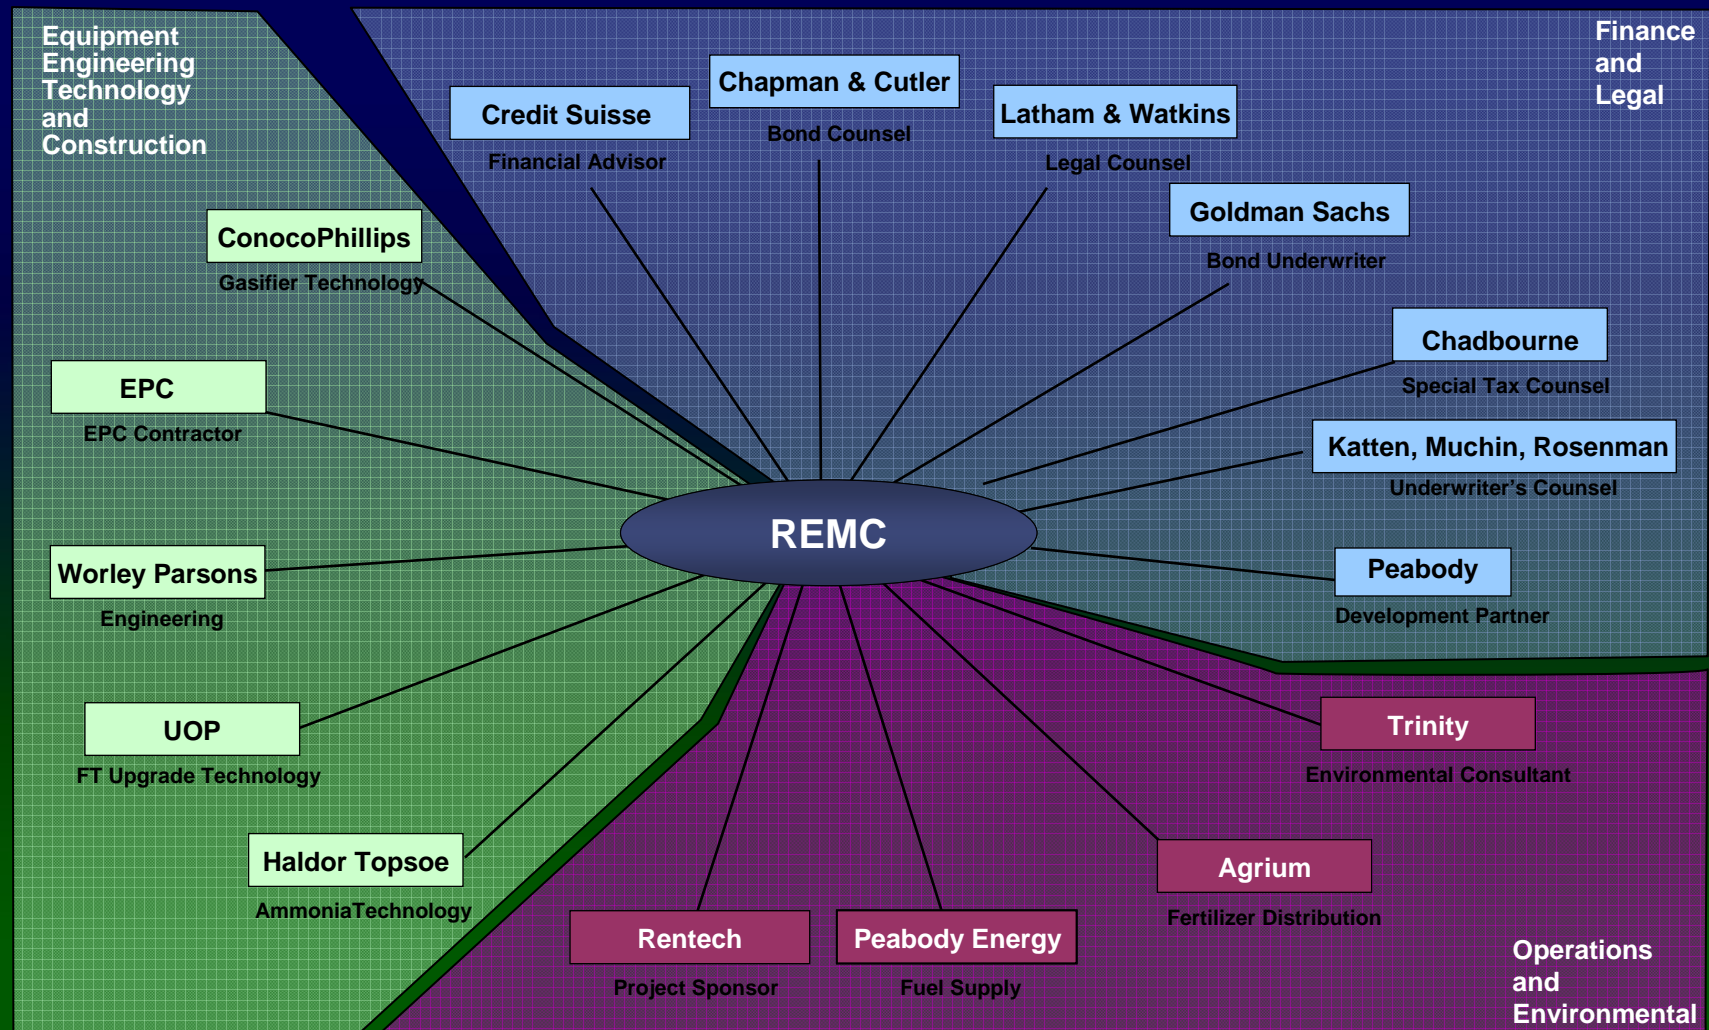 Equipment
Engineering
Technology
and
Construction
Finance
and
Legal
Credit Suisse
Financial Advisor
Chapman & Cutler
Bond Counsel
Latham & Watkins
Legal Counsel
Goldman Sachs
Bond Underwriter
Chadbourne
Special Tax Counsel
Katten, Muchin, Rosenman
Underwriter's Counsel
Peabody
Development Partner
ConocoPhillips
Gasifier Technology
EPC
EPC Contractor
Worley Parsons
Engineering
UOP
FT Upgrade Technology
Haldor Topsoe
AmmoniaTechnology
REMC
Trinity
Environmental Consultant
Agrium
Fertilizer Distribution
Peabody Energy
Fuel Supply
Rentech
Project Sponsor
Operations
and
Environmental